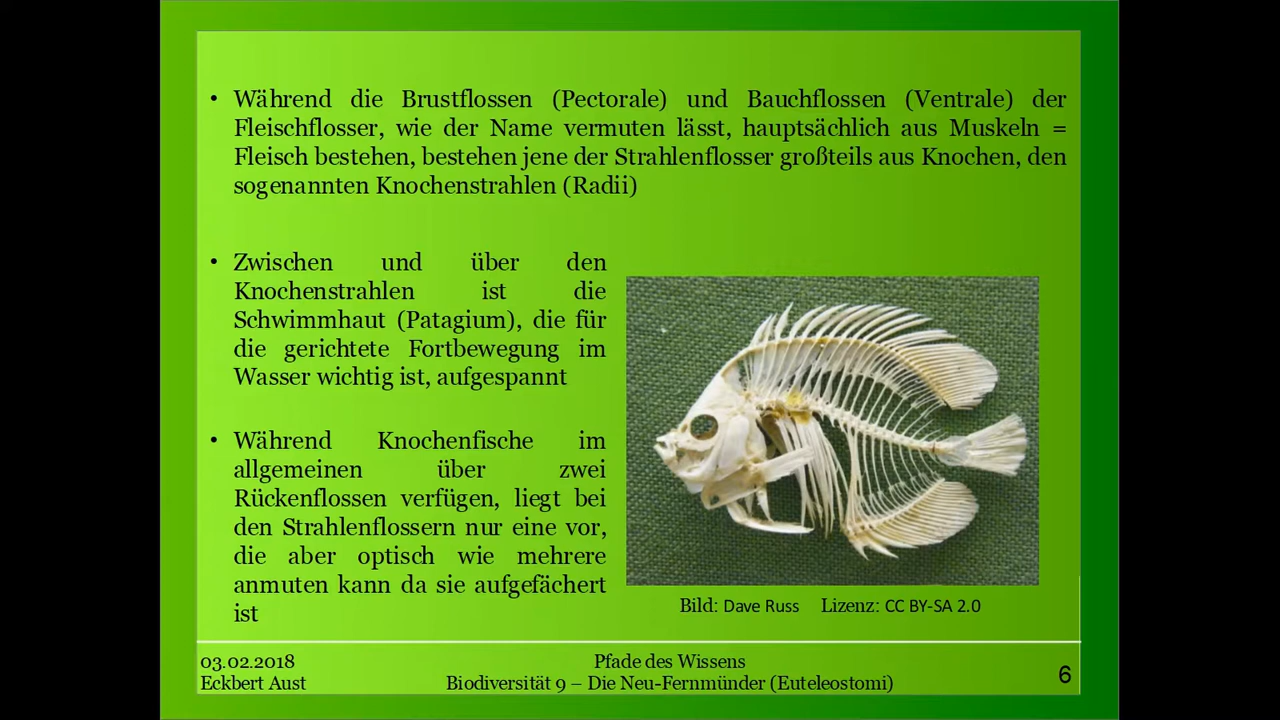 • Während die Brustflossen (Pectorale) und Bauchflossen (Ventrale) der
Fleischflosser, wie der Name vermuten lässt, hauptsächlich aus Muskeln =
Fleisch bestehen, bestehen jene der Strahlenflosser großteils aus Knochen, den
sogenannten Knochenstrahlen (Radii)
• Zwischen und über den
Knochenstrahlen ist die
Schwimmhaut (Patagium), die für
die gerichtete Fortbewegung im
Wasser wichtig ist, aufgespannt
• Während Knochenfische im
allgemeinen über zwei
Rückenflossen verfügen, liegt bei
den Strahlenflossern nur eine vor,
die aber optisch wie mehrere
anmuten kann da sie aufgefächert
ist
Bild: Dave Russ Lizenz: CC BY-SA 2.0
03.02.2018
Eckbert Aust
Pfade des Wissens
Biodiversität 9 – Die Neu-Fernmünder (Euteleostomi)
6